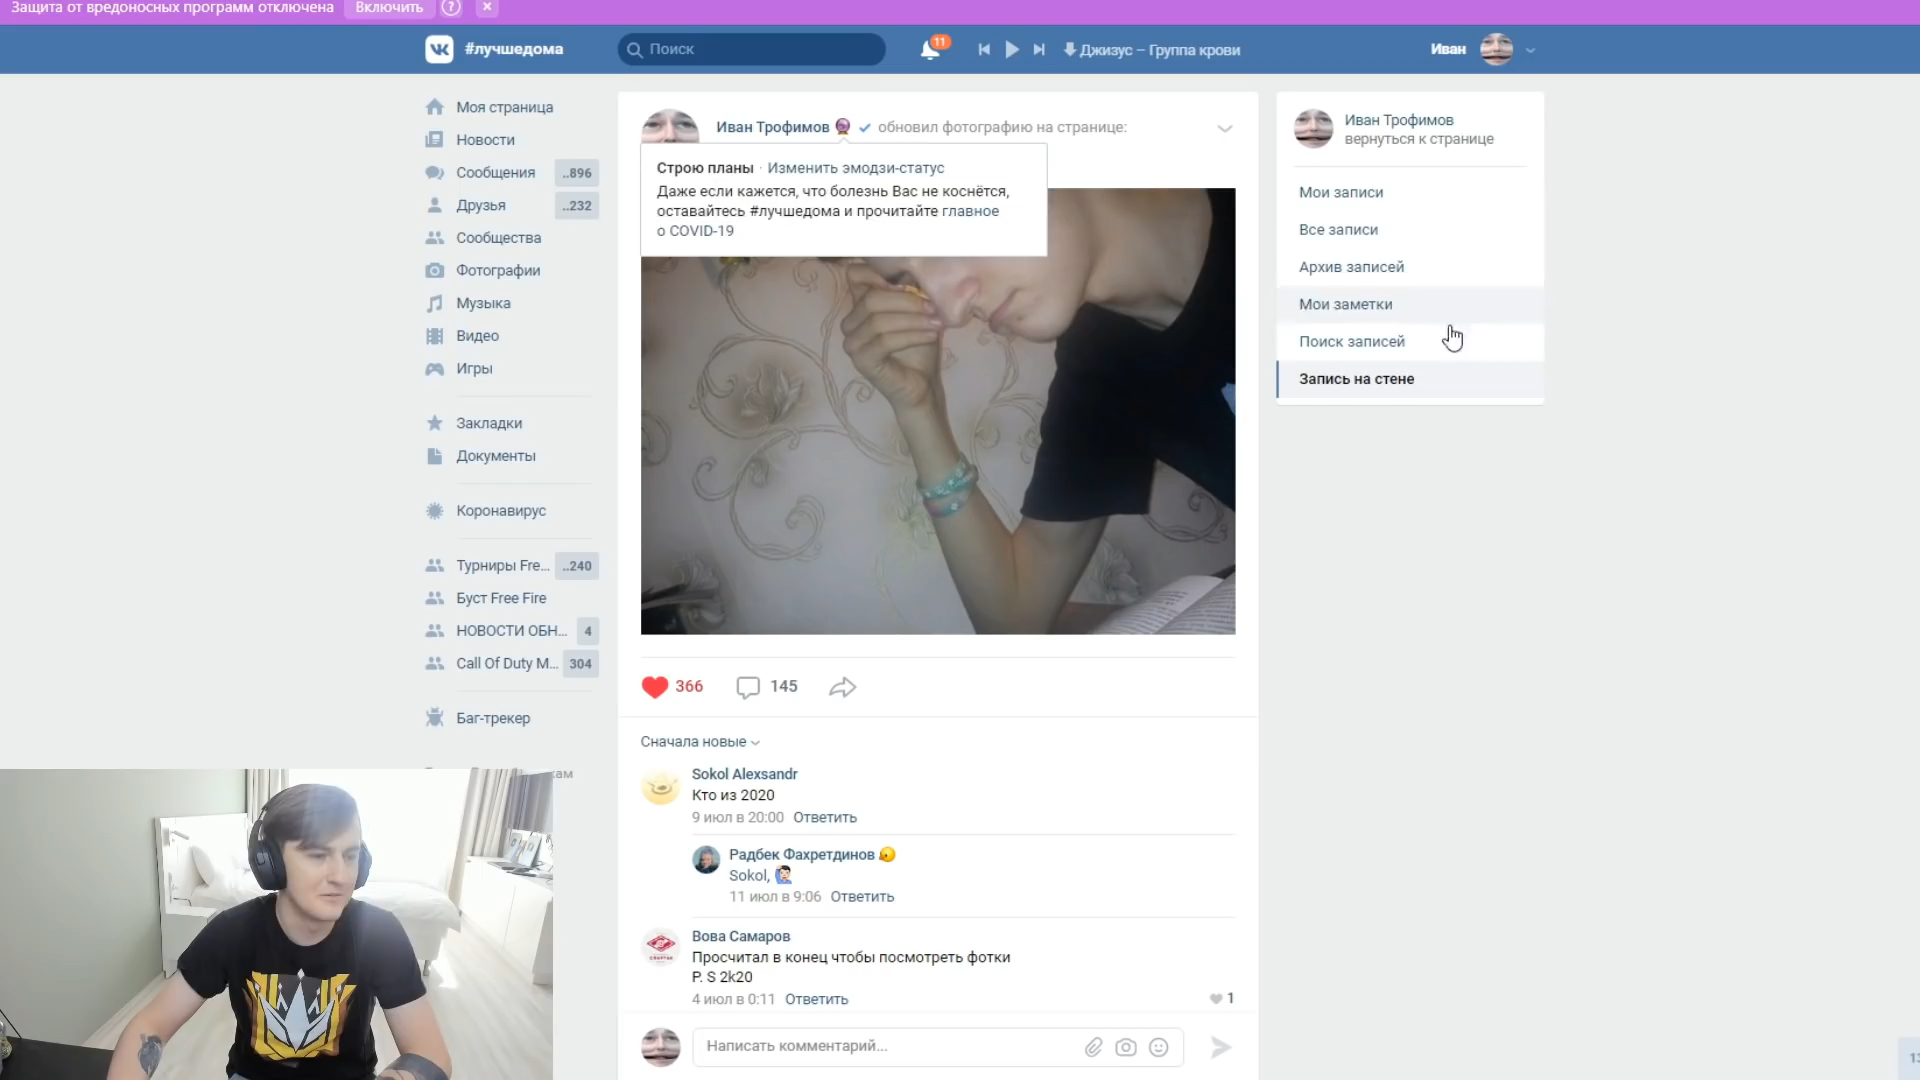 Защита от вредоносных программ отключена
Включить
#лучшедома
Поиск
11
Джизус – Группа крови
Иван
Моя страница
Новости
Сообщения ..896
Друзья ..232
Сообщества
Фотографии
Музыка
Видео
Игры
Закладки
Документы
Коронавирус
Турниры Fre... ..240
Буст Free Fire
НОВОСТИ ОБН... 4
Call Of Duty M... 304
Баг-трекер
Иван Трофимов обновил фотографию на странице:
Строю планы · Изменить эмодзи-статус
Даже если кажется, что болезнь Вас не коснётся,
оставайтесь #лучшедома и прочитайте главное
о COVID-19
366
145
Сначала новые
Sokol Alexsandr
Кто из 2020
9 июл в 20:00 Ответить
Радбек Фахретдинов
Sokol,
11 июл в 9:06 Ответить
Вова Самаров
Просчитал в конец чтобы посмотреть фотки
P. S 2k20
4 июл в 0:11 Ответить
1
Написать комментарий...
Иван Трофимов
вернуться к странице
Мои записи
Все записи
Архив записей
Мои заметки
Поиск записей
Запись на стене